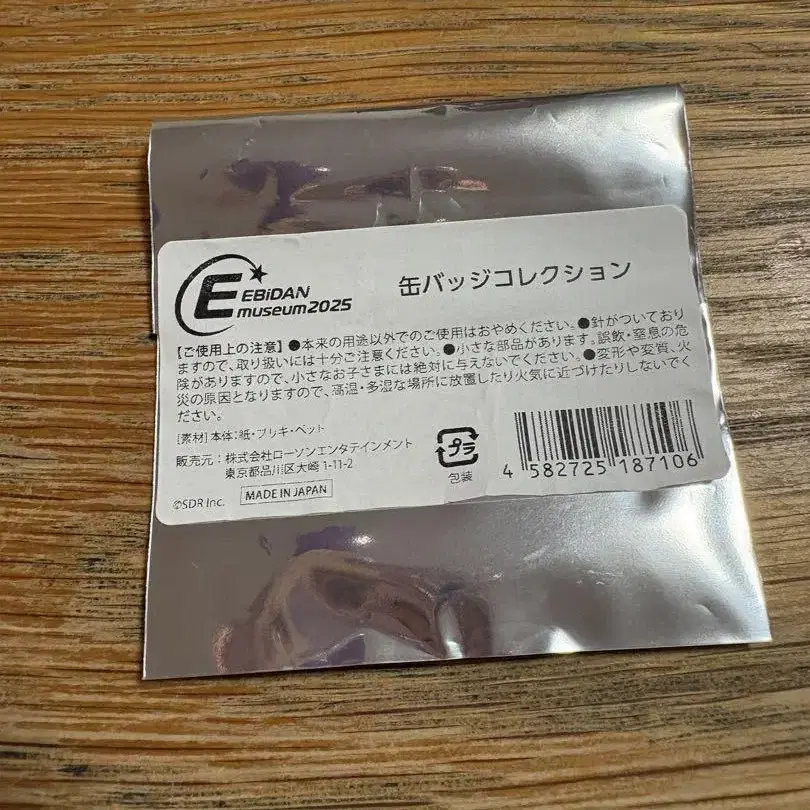 E EBiDAN
museum2025
缶バッジコレクション
【ご使用上の注意】●本来の用途以外でのご使用はおやめください。●針がついており
ますので、取り扱いには十分ご注意ください。●小さな部品があります。誤飲・窒息の危
険がありますので、小さなお子さまには絶対に与えないでください。●変形や変質、火
災の原因となりますので、高温・多湿な場所に放置したり火気に近づけたりしないでく
ださい。
[素材]本体:紙・ブリキ・ペット
販売元:株式会社ローソンエンタテインメント
東京都品川区大崎1-11-2
©SDR Inc.
MADE IN JAPAN
プラ
包装
4 582725 187106